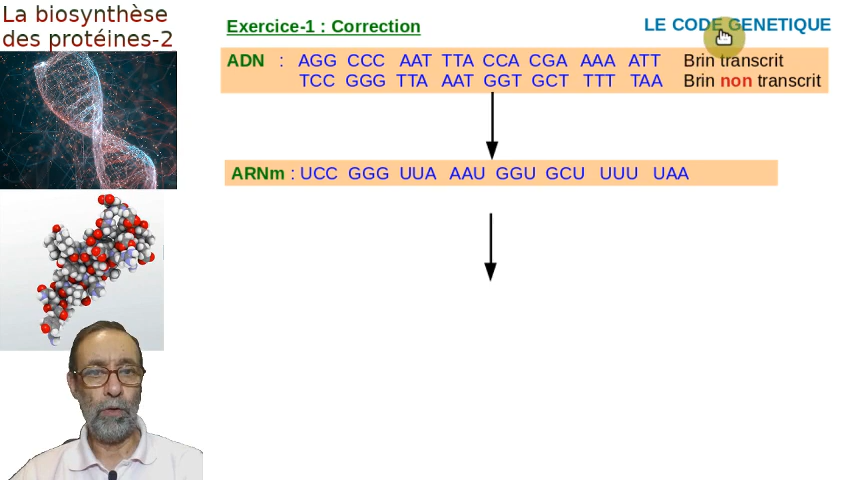 La biosynthèse
des protéines-2
Exercice-1 : Correction
LE CODE GENETIQUE
ADN : AGG CCC AAT TTA CCA CGA AAA ATT Brin transcrit
TCC GGG TTA AAT GGT GCT TTT TAA Brin non transcrit
ARNm : UCC GGG UUA AAU GGU GCU UUU UAA